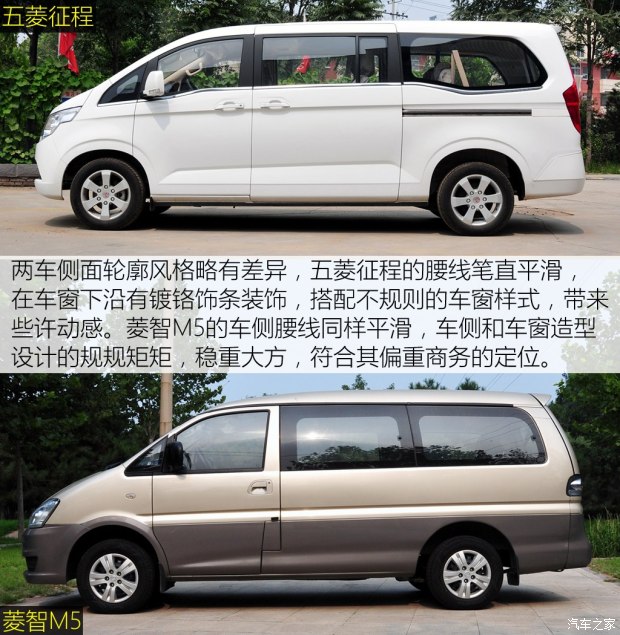 五菱征程
两车侧面轮廓风格略有差异，五菱征程的腰线笔直平滑，
在车窗下沿有镀铬饰条装饰，搭配不规则的车窗样式，带来
些许动感。菱智M5的车侧腰线同样平滑，车侧和车窗造型
设计的规规矩矩，稳重大方，符合其偏重商务的定位。
菱智M5
汽车之家